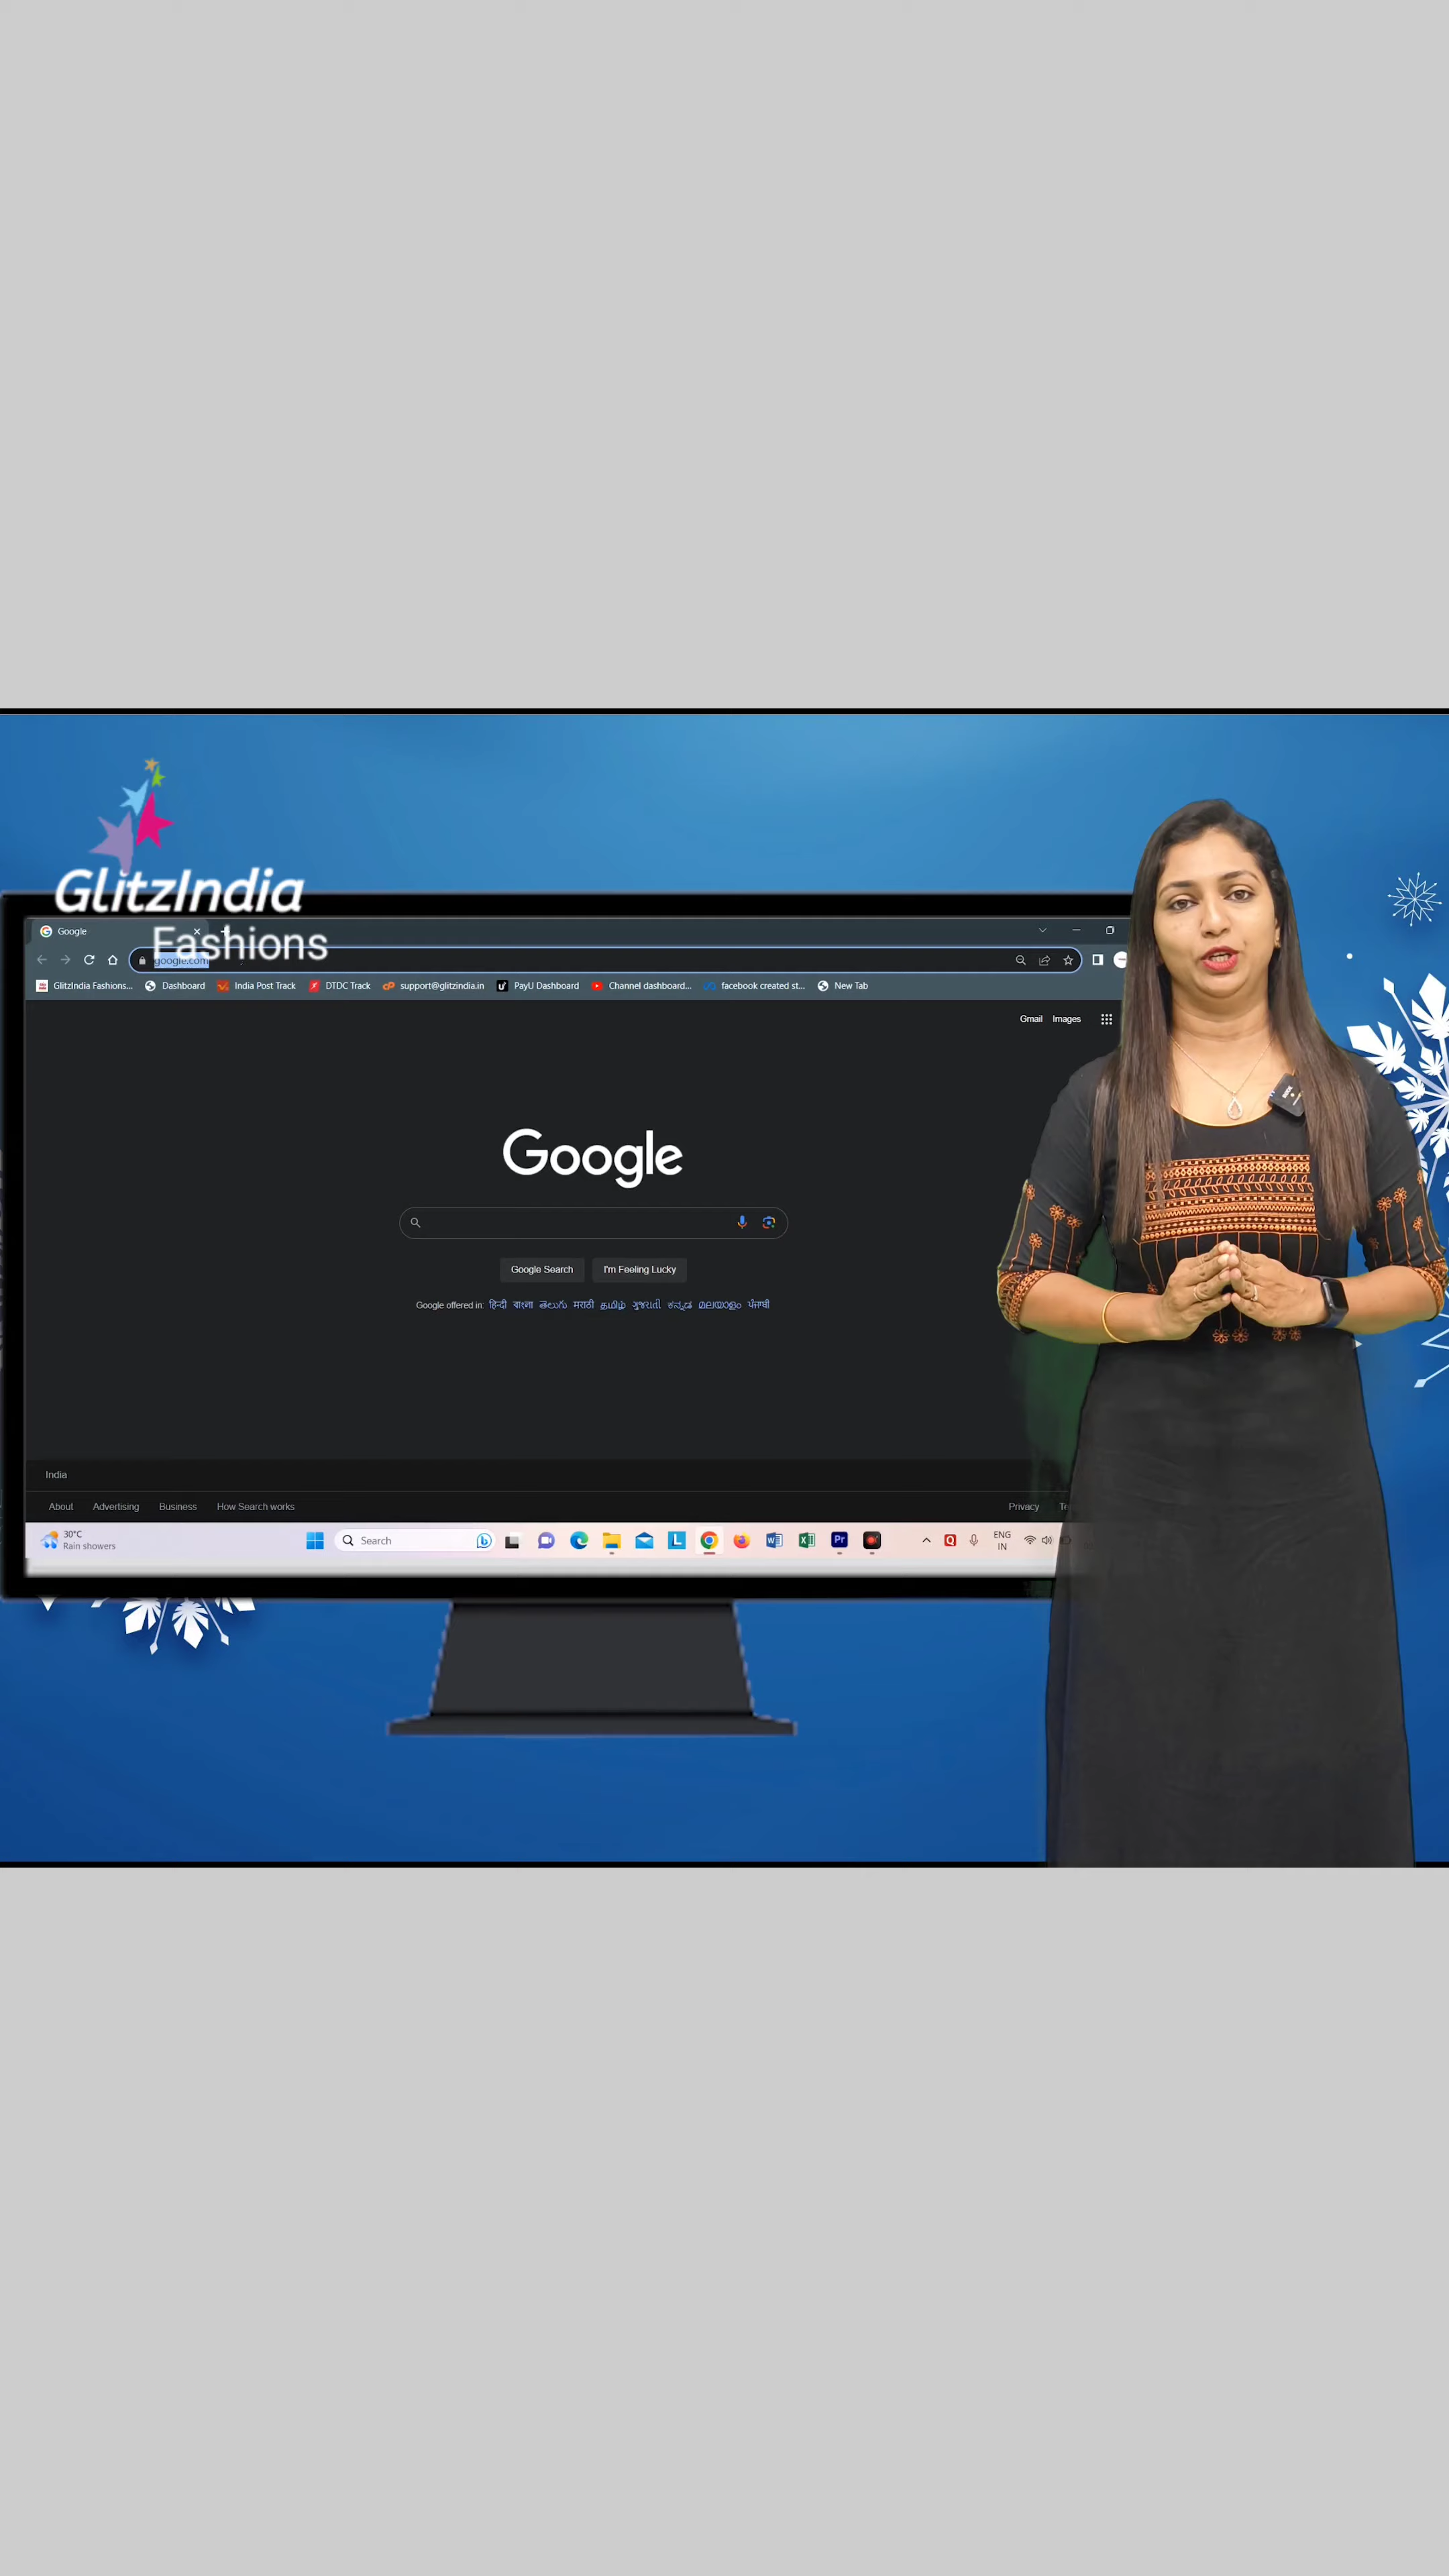 GlitzIndia
Fashions
Google
google.com
GlitzIndia Fashions... Dashboard India Post Track DTDC Track support@glitzindia.in PayU Dashboard Channel dashboard... facebook created st... New Tab
Gmail Images
Google
Google Search I'm Feeling Lucky
Google offered in: हिन्दी বাংলা తెలుగు मराठी தமிழ் ગુજરાતી ಕನ್ನಡ മലയാളം ਪੰਜਾਬੀ
India
About Advertising Business How Search works Privacy
30°C
Rain showers
Search
ENG
IN